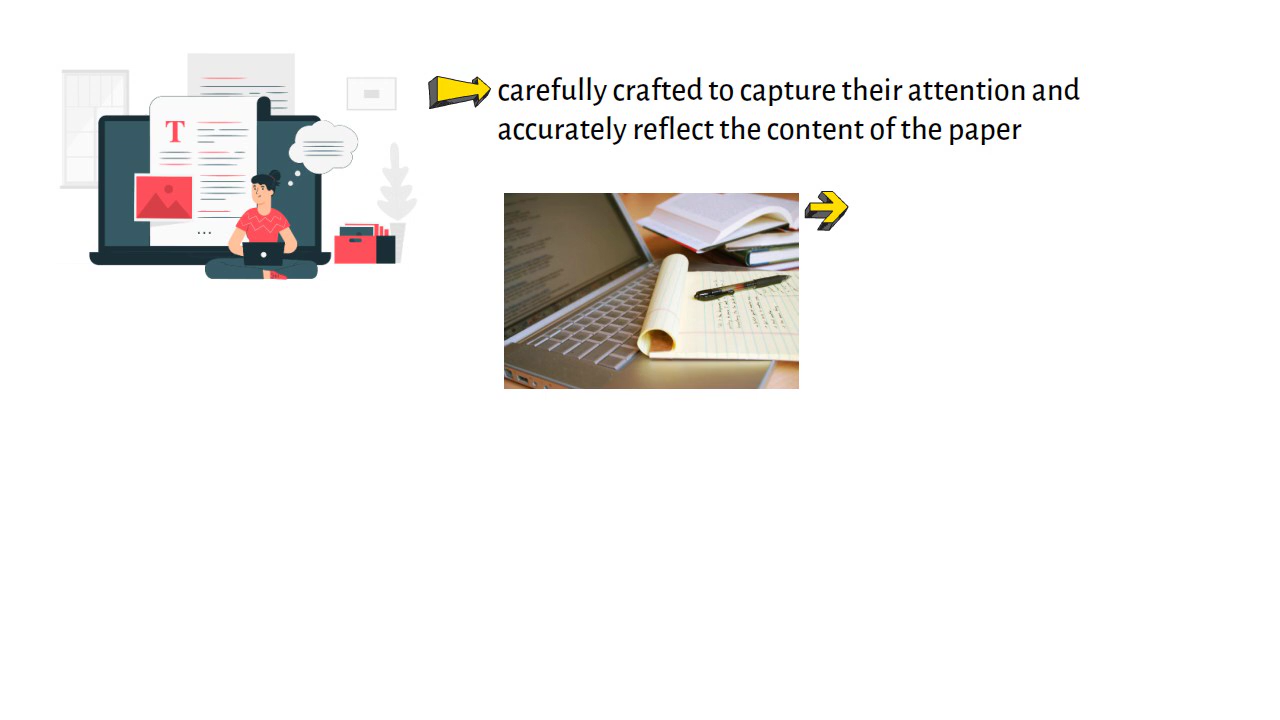 carefully crafted to capture their attention and
accurately reflect the content of the paper
T